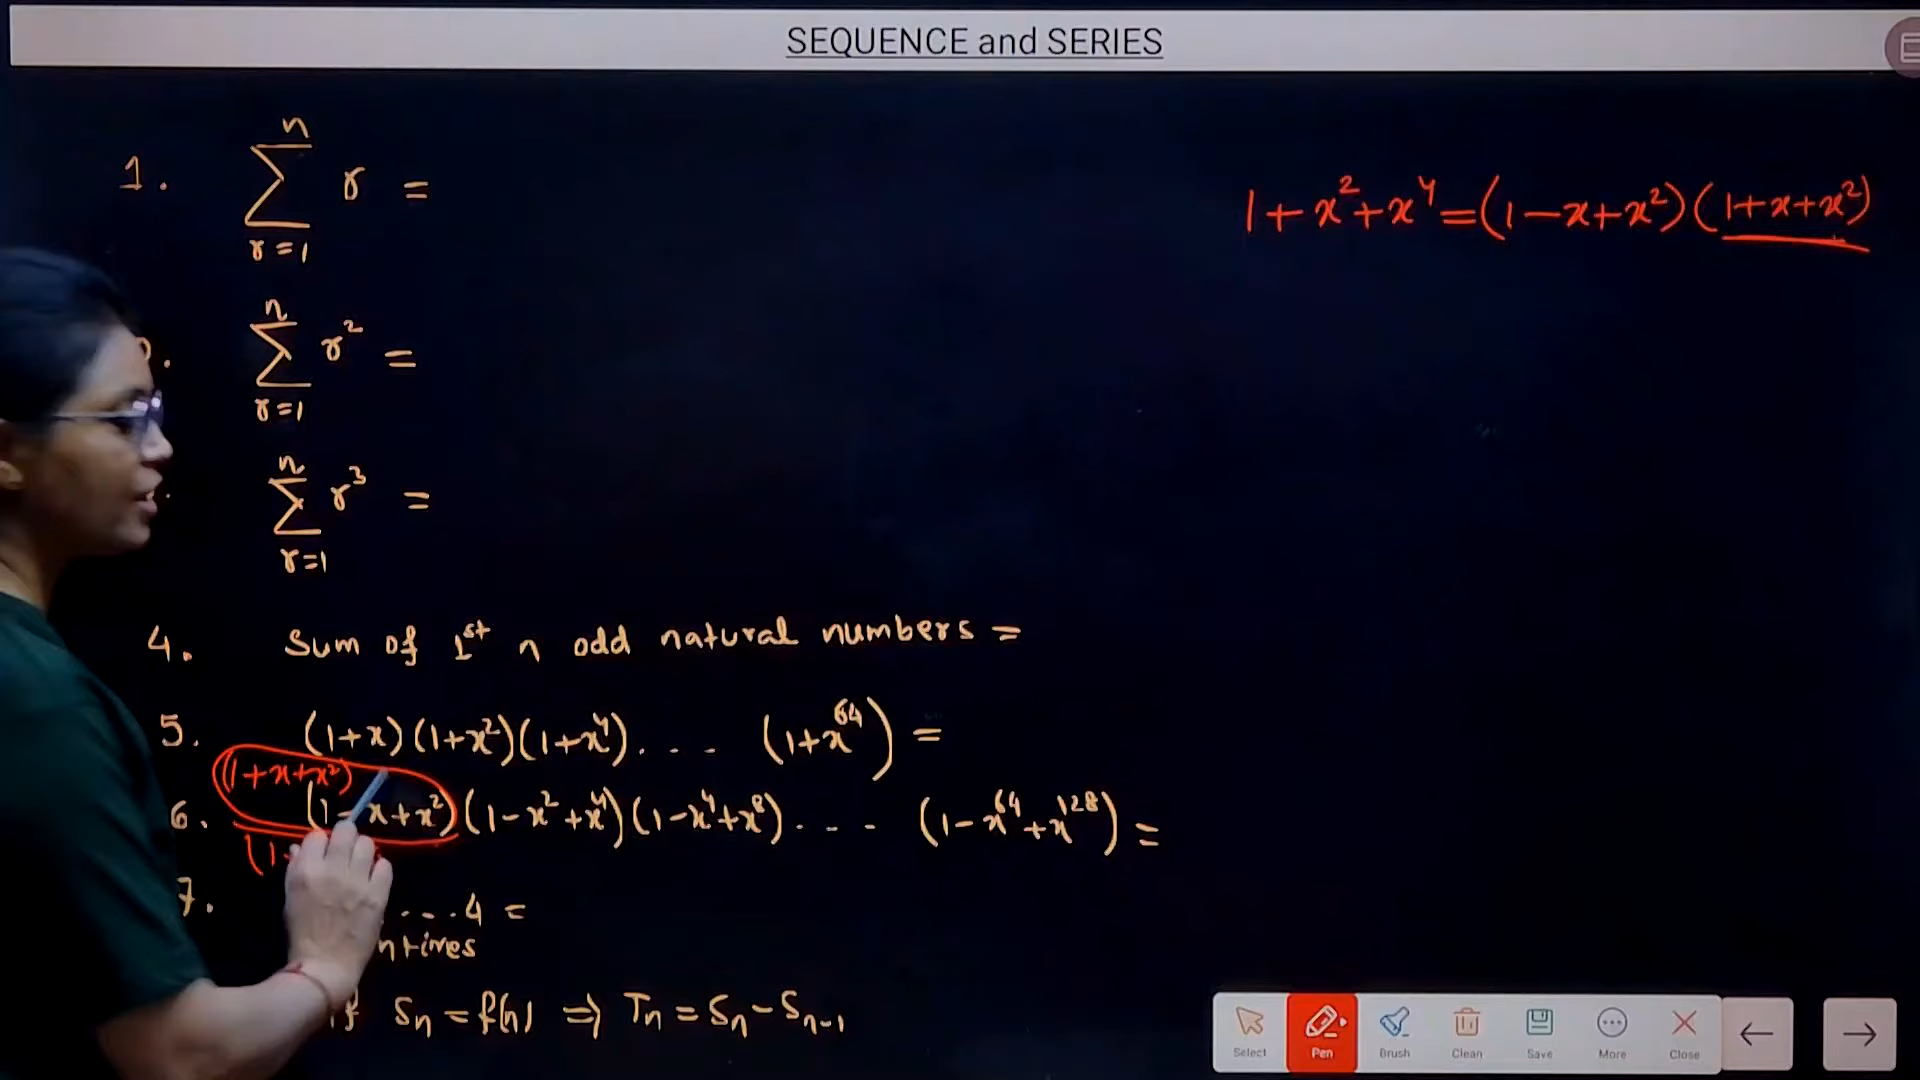 SEQUENCE and SERIES
1. n
∑ r =
r=1
1+x²+x⁴=(1-x+x²)(1+x+x²)
n
∑ r² =
r=1
n
∑ r³ =
r=1
4. Sum of 1st n odd natural numbers =
5. (1+x)(1+x²)(1+x⁴)... (1+x⁶⁴) =
(1+x+x²)
6. (1-x+x²)(1-x²+x⁴)(1-x⁴+x⁸)... (1-x⁶⁴+x¹²⁸) =
(1
7. ...4 =
n times
if Sn = f(n) ⇒ Tn = Sn - Sn-1
Select Pen Brush Clean Save More Close